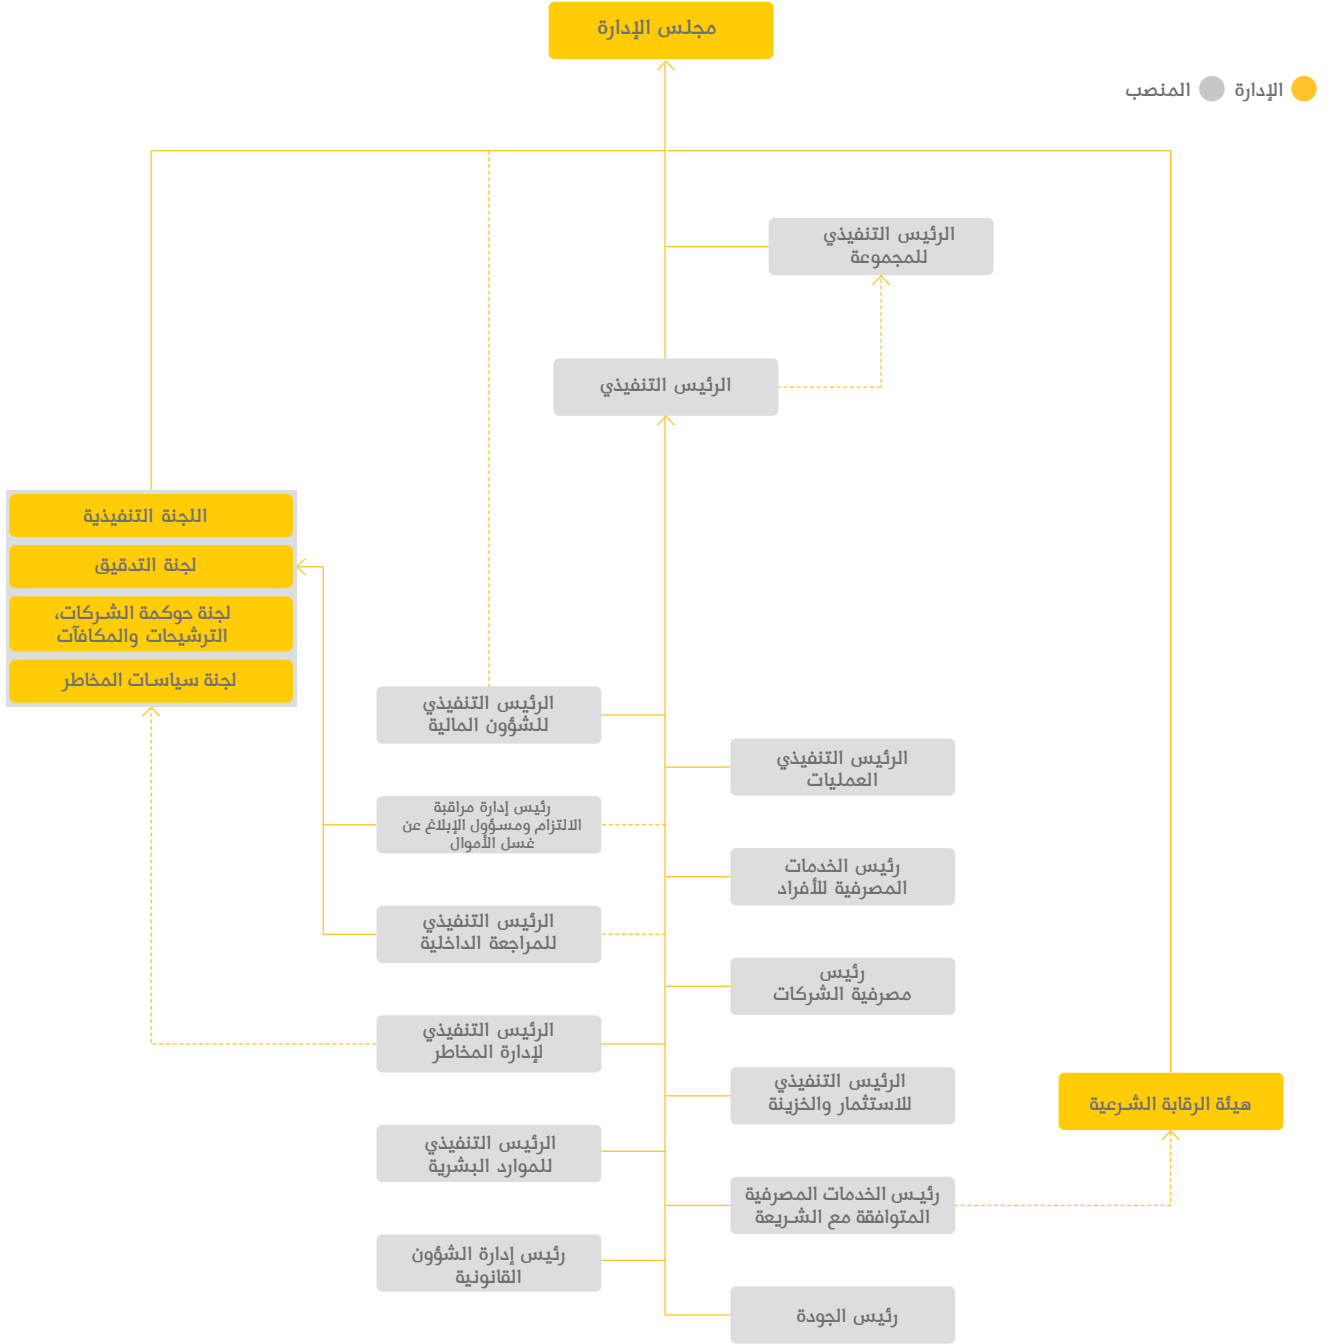 مجلس الإدارة
الإدارة
المنصب
الرئيس التنفيذي
للمجموعة
الرئيس التنفيذي
اللجنة التنفيذية
لجنة التدقيق
لجنة حوكمة الشركات،
الترشيحات والمكافآت
لجنة سياسات المخاطر
الرئيس التنفيذي
للشؤون المالية
الرئيس التنفيذي
العمليات
رئيس إدارة مراقبة
الالتزام ومسؤول الإبلاغ عن
غسل الأموال
رئيس الخدمات
المصرفية للأفراد
الرئيس التنفيذي
للمراجعة الداخلية
رئيس
مصرفية الشركات
الرئيس التنفيذي
لإدارة المخاطر
الرئيس التنفيذي
للاستثمار والخزينة
هيئة الرقابة الشرعية
الرئيس التنفيذي
للموارد البشرية
رئيس الخدمات المصرفية
المتوافقة مع الشريعة
رئيس إدارة الشؤون
القانونية
رئيس الجودة